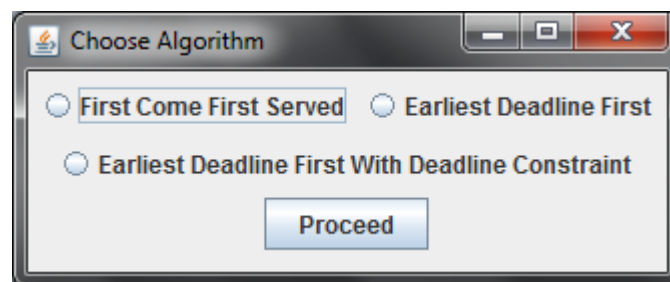 Choose Algorithm
First Come First Served Earliest Deadline First
Earliest Deadline First With Deadline Constraint
Proceed